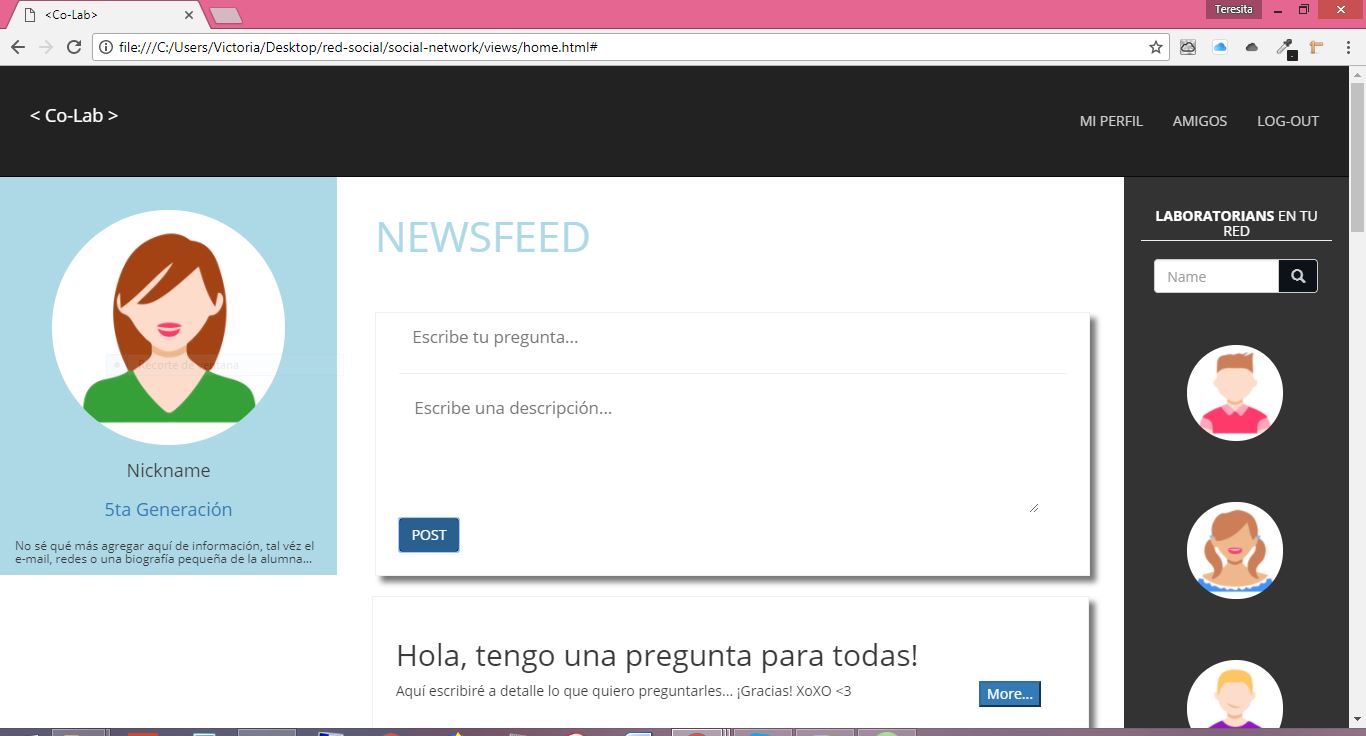 <Co-Lab>
Teresita
file:///C:/Users/Victoria/Desktop/red-social/social-network/views/home.html#
< Co-Lab >
MI PERFIL AMIGOS LOG-OUT
Recorte de ventana
Nickname
5ta Generación
No sé qué más agregar aquí de información, tal véz el
e-mail, redes o una biografía pequeña de la alumna...
NEWSFEED
Escribe tu pregunta...
Escribe una descripción...
POST
Hola, tengo una pregunta para todas!
Aquí escribiré a detalle lo que quiero preguntarles... ¡Gracias! XoXO <3
More...
LABORATORIANS EN TU
RED
Name